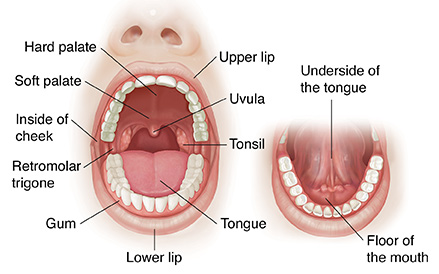 Hard palate
Soft palate
Inside of
cheek
Retromolar
trigone
Gum
Lower lip
Upper lip
Uvula
Tonsil
Tongue
Underside of
the tongue
Floor of
the mouth